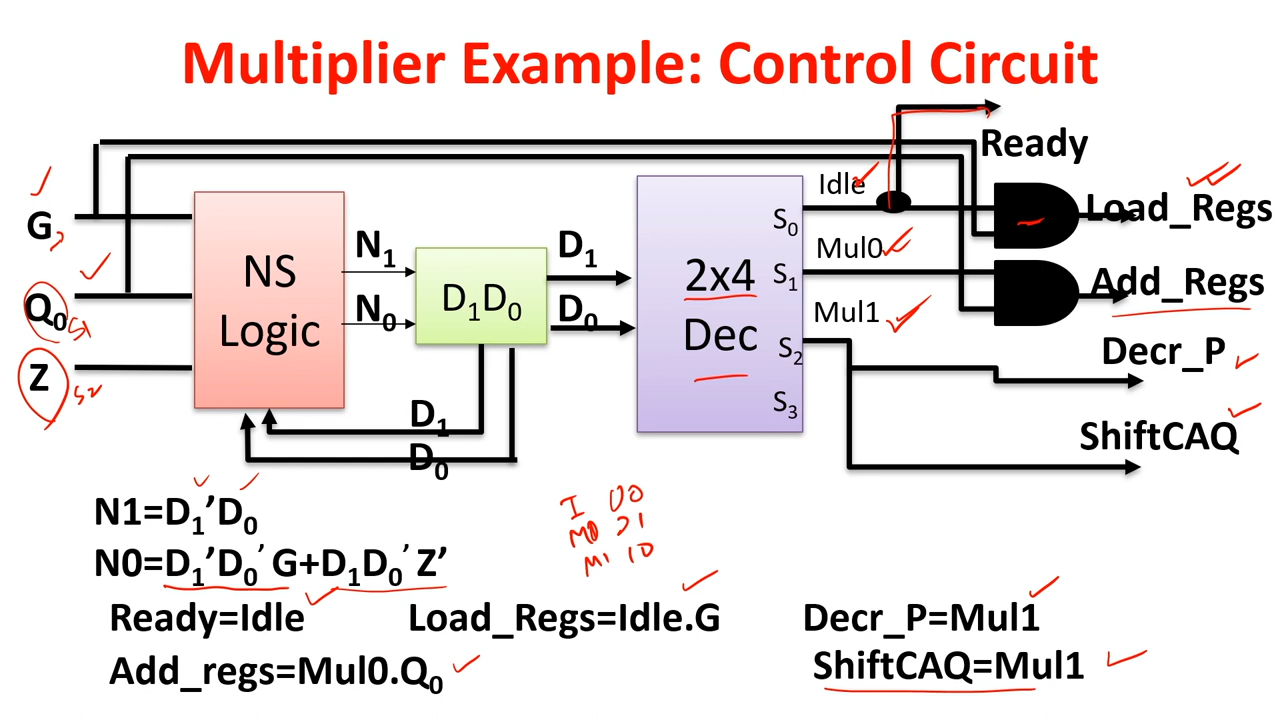 Multiplier Example: Control Circuit
Ready
Idle
Load_Regs
G
S₀
Mul0
NS
Logic
N₁
N₀
D₁D₀
D₁
D₀
2x4
Dec
S₁
Add_Regs
Q₀ S1
Mul1
S₂
Decr_P
Z S2
S₃
ShiftCAQ
D₁
D₀
N1=D₁’D₀
I 00
N0=D₁’D₀’G+D₁D₀’Z’
M1 10
Ready=Idle
Load_Regs=Idle.G
Decr_P=Mul1
Add_regs=Mul0.Q₀
ShiftCAQ=Mul1